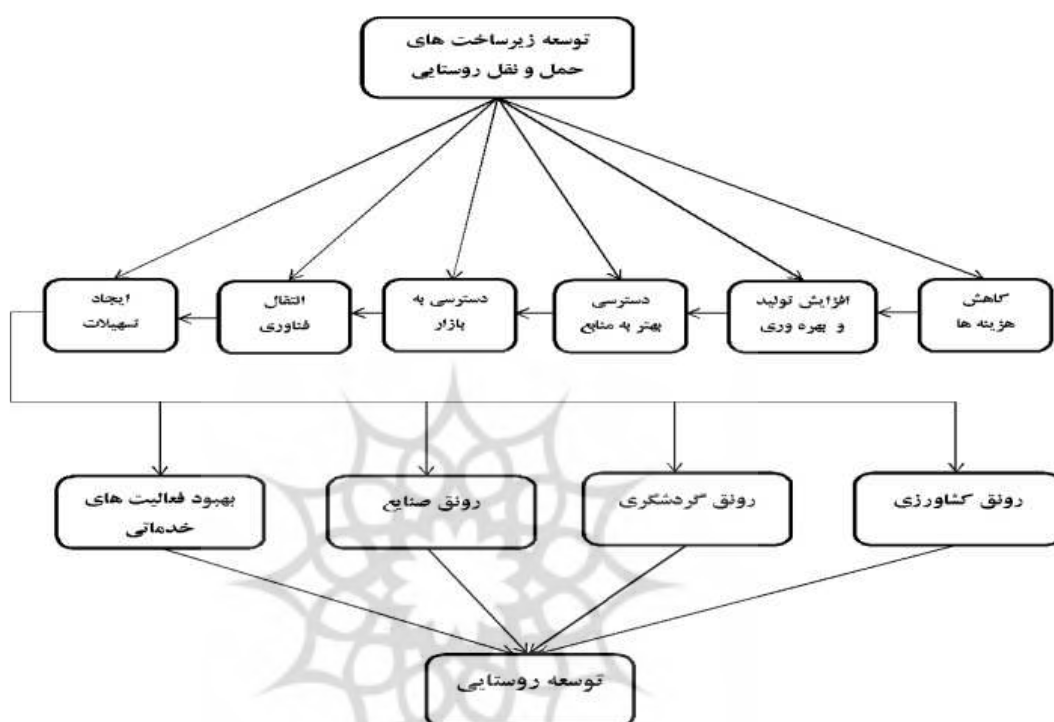 توسعه زیرساخت های
حمل و نقل روستایی
کاهش
هزینه ها
افزایش تولید
و بهره وری
دسترسی
بهتر به منابع
دسترسی به
بازار
انتقال
فناوری
ایجاد
تسهیلات
رونق کشاورزی
رونق گردشگری
رونق صنایع
بهبود فعالیت های
خدماتی
توسعه روستایی